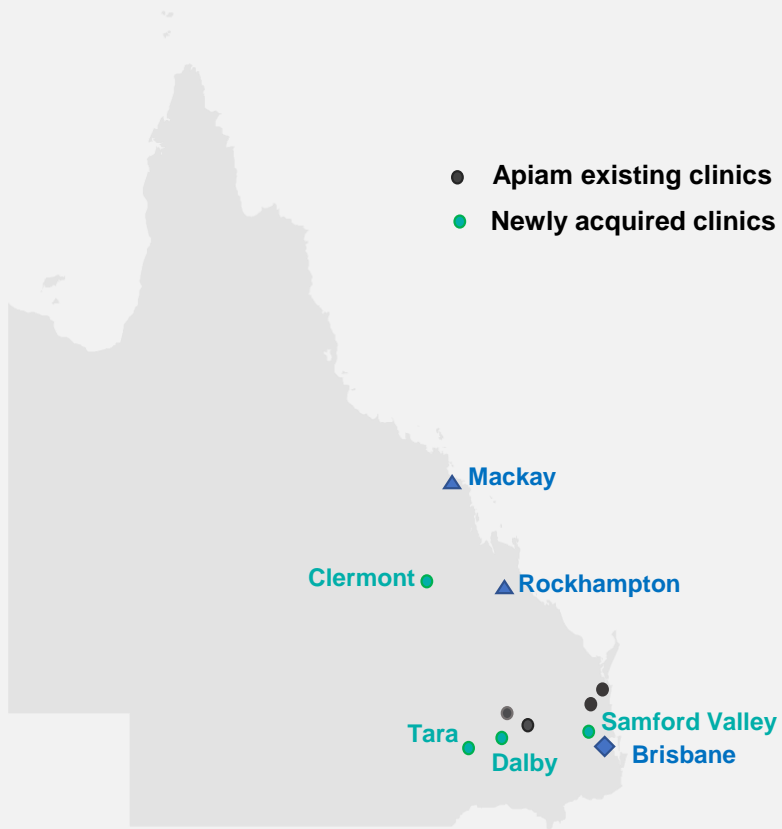 Apiam existing clinics
Newly acquired clinics
Mackay
Clermont
Rockhampton
Samford Valley
Tara
Dalby
Brisbane